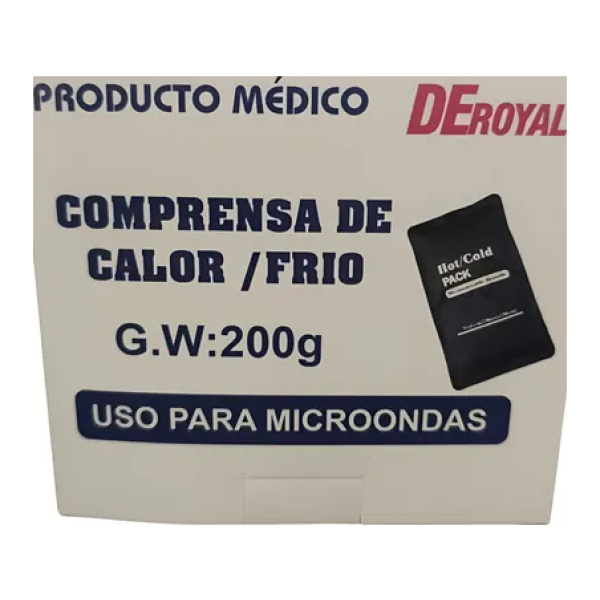 PRODUCTO MÉDICO
DEROYAL
COMPRENSA DE
CALOR /FRIO
G.W:200g
Hot/Cold
PACK
USO PARA MICROONDAS